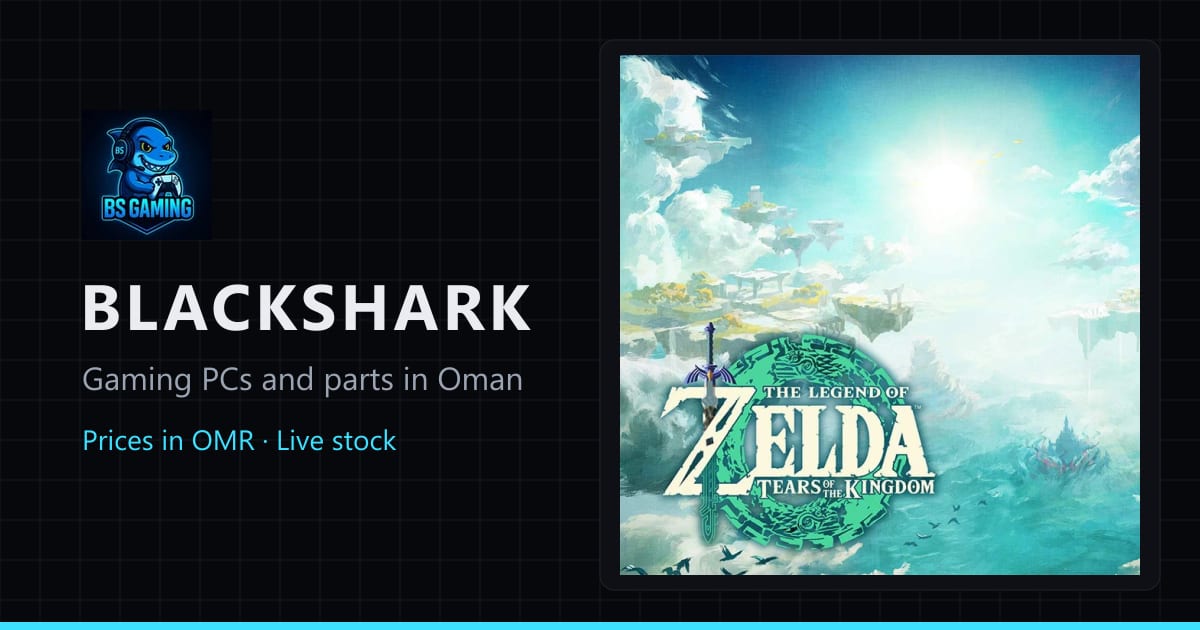 BS
BS GAMING
BLACKSHARK
Gaming PCs and parts in Oman
Prices in OMR · Live stock
THE LEGEND OF
ZELDA
TEARS OF THE KINGDOM